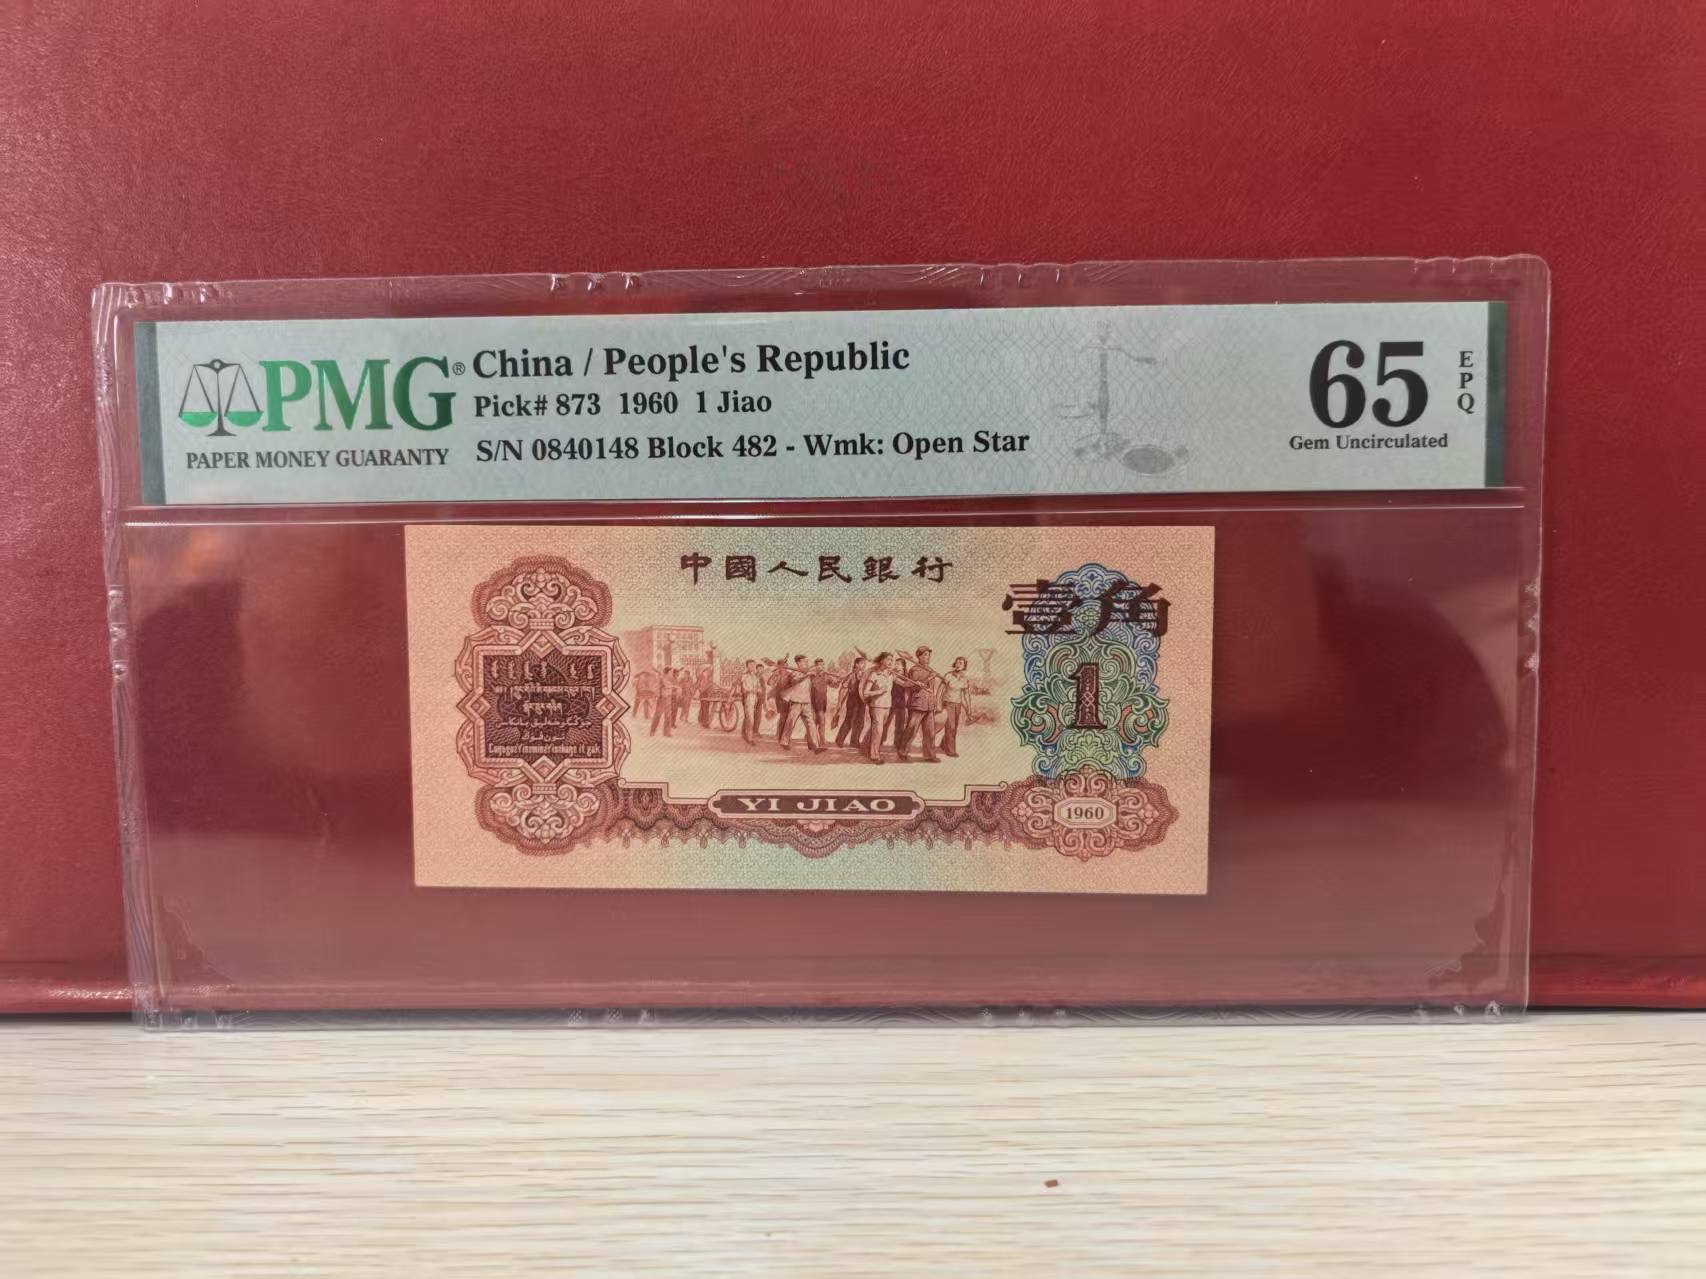 PMG®
PAPER MONEY GUARANTY
China / People's Republic
Pick# 873 1960 1 Jiao
S/N 0840148 Block 482 - Wmk: Open Star
65
EPQ
Gem Uncirculated
中國人民銀行
壹角
1
YI JIAO
1960